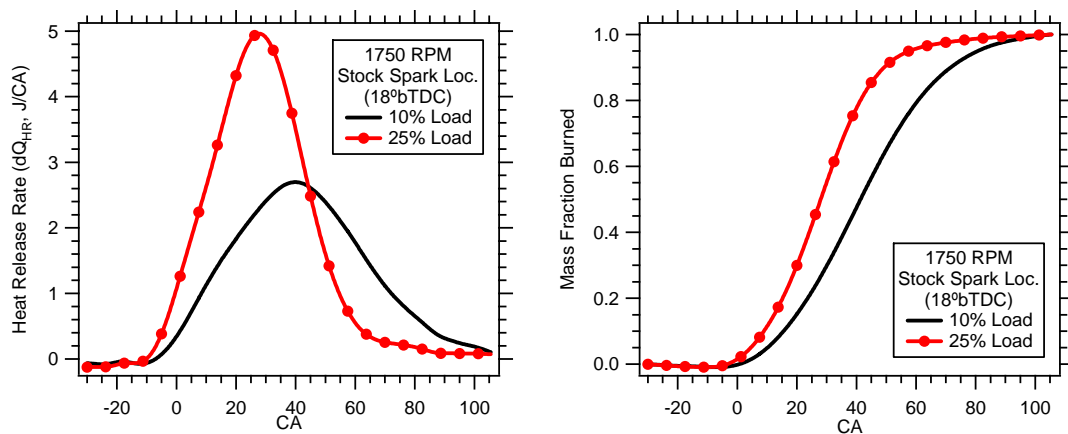 Heat Release Rate (dQHR, J/CA)
5
4
3
2
1
0
-20
0
20
40
60
80
100
CA
1750 RPM
Stock Spark Loc.
(18ºbTDC)
10% Load
25% Load
Mass Fraction Burned
1.0
0.8
0.6
0.4
0.2
0.0
-20
0
20
40
60
80
100
CA
1750 RPM
Stock Spark Loc.
(18ºbTDC)
10% Load
25% Load